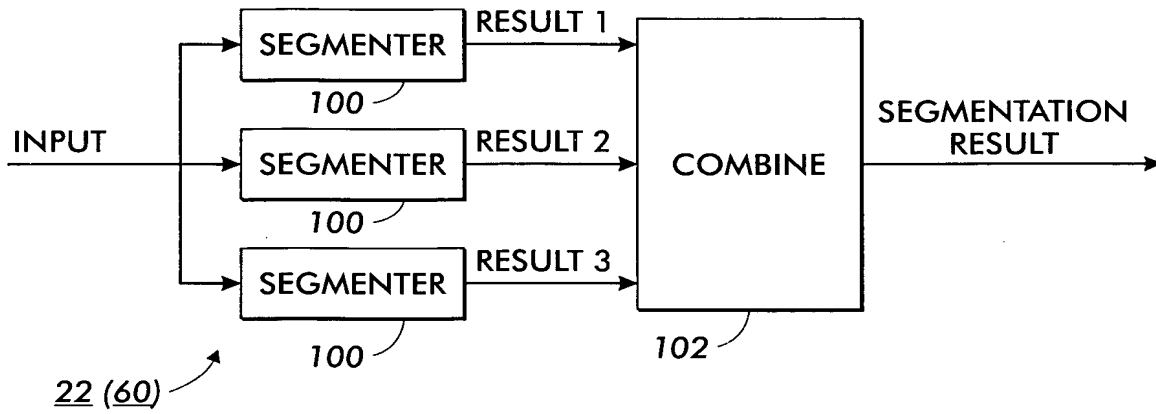 SEGMENTER
RESULT 1
100
INPUT
SEGMENTER
RESULT 2
100
SEGMENTER
RESULT 3
100
COMBINE
102
SEGMENTATION
RESULT
22 (60)